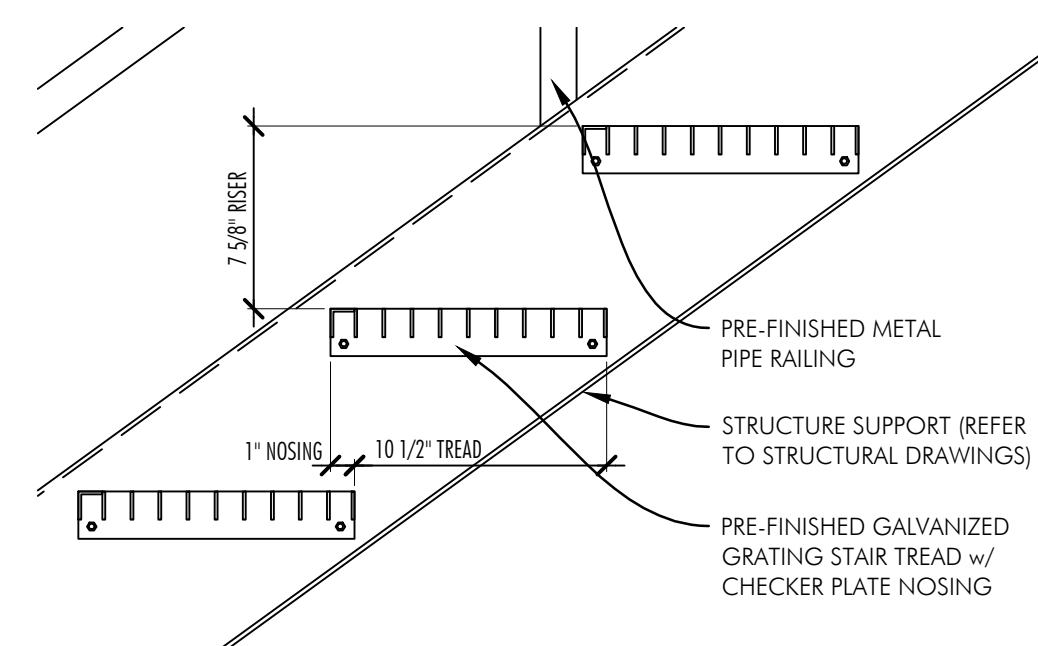 7 5/8" RISER
PRE-FINISHED METAL
PIPE RAILING
STRUCTURE SUPPORT (REFER
TO STRUCTURAL DRAWINGS)
1" NOSING
10 1/2" TREAD
PRE-FINISHED GALVANIZED
GRATING STAIR TREAD w/
CHECKER PLATE NOSING